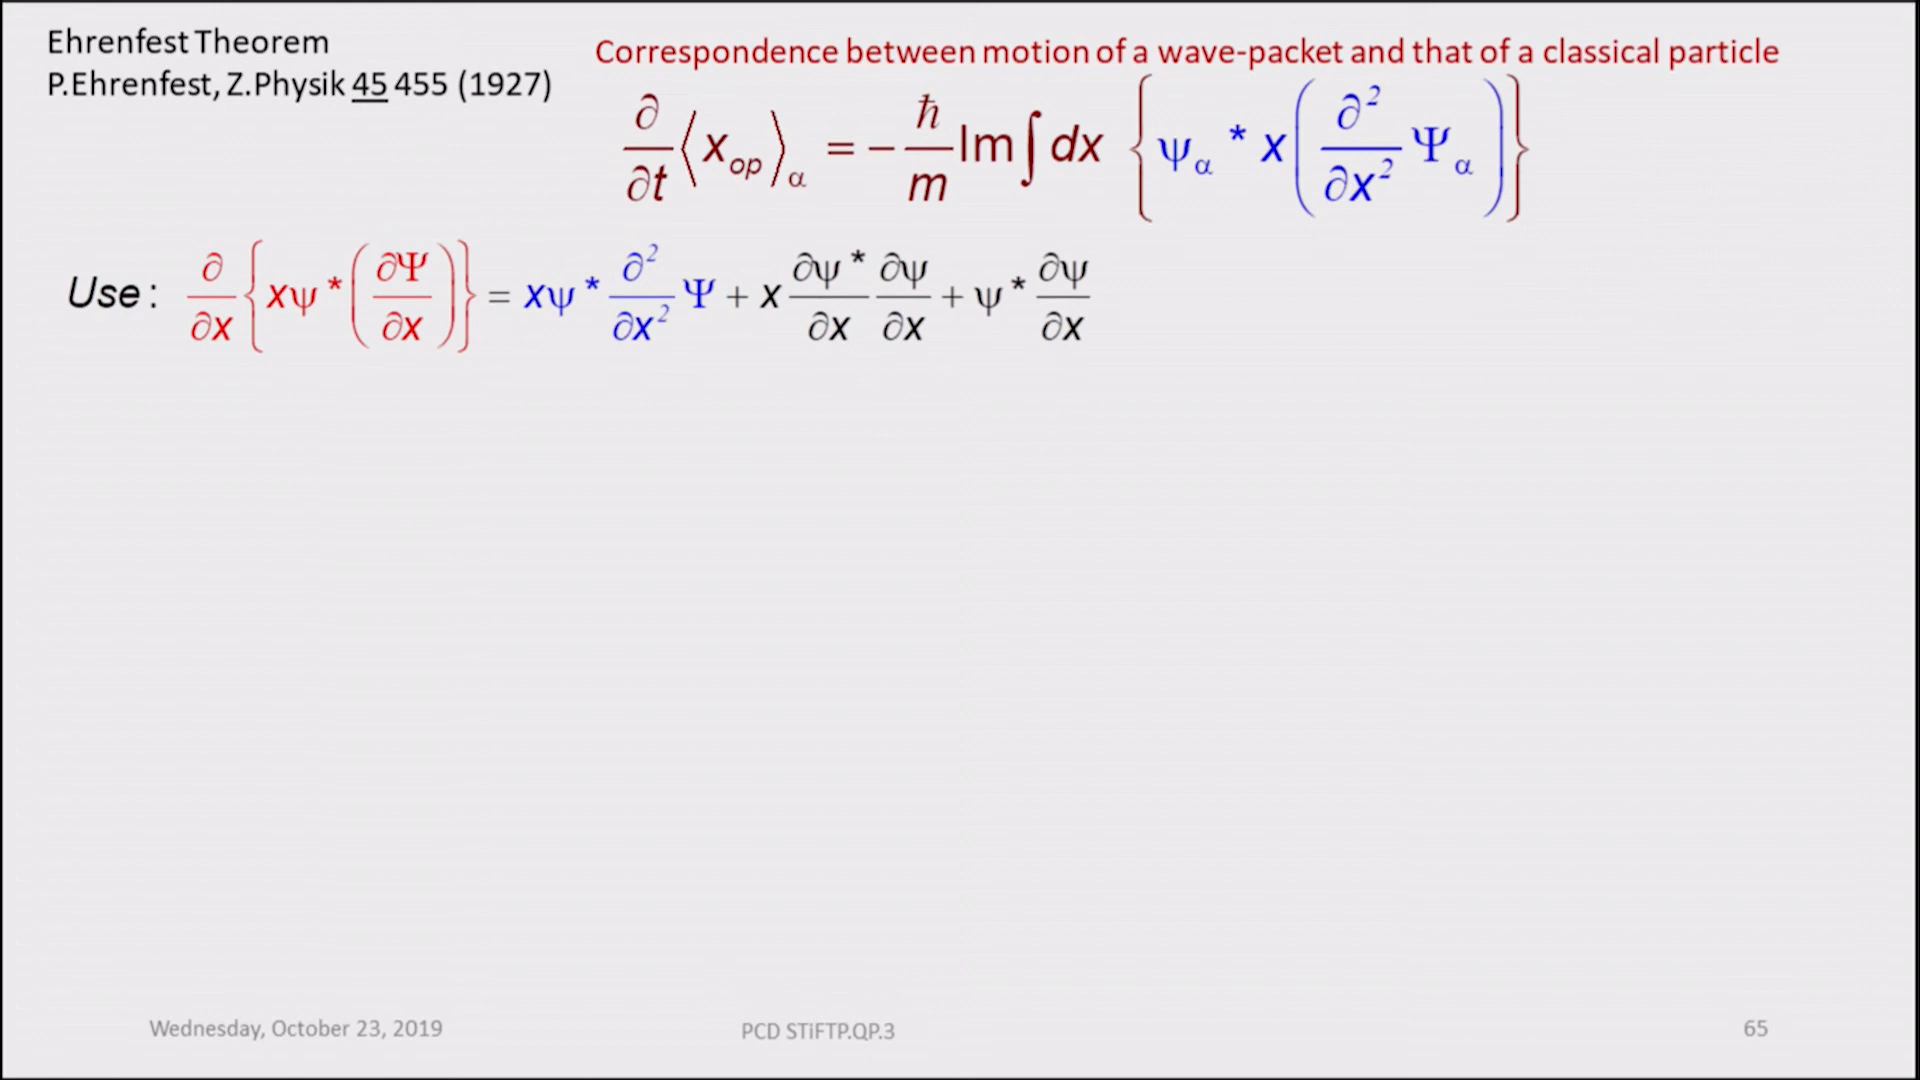 Ehrenfest Theorem
P.Ehrenfest, Z.Physik 45 455 (1927)
Correspondence between motion of a wave-packet and that of a classical particle
∂/∂t ⟨x_op⟩_α = − ħ/m Im ∫ dx { ψ_α * x ( ∂²/∂x² Ψ_α ) }
Use : ∂/∂x { xψ * ( ∂Ψ/∂x ) } = xψ * ∂²/∂x² Ψ + x ∂ψ*/∂x ∂ψ/∂x + ψ * ∂ψ/∂x
Wednesday, October 23, 2019
PCD STiFTP.QP.3
65